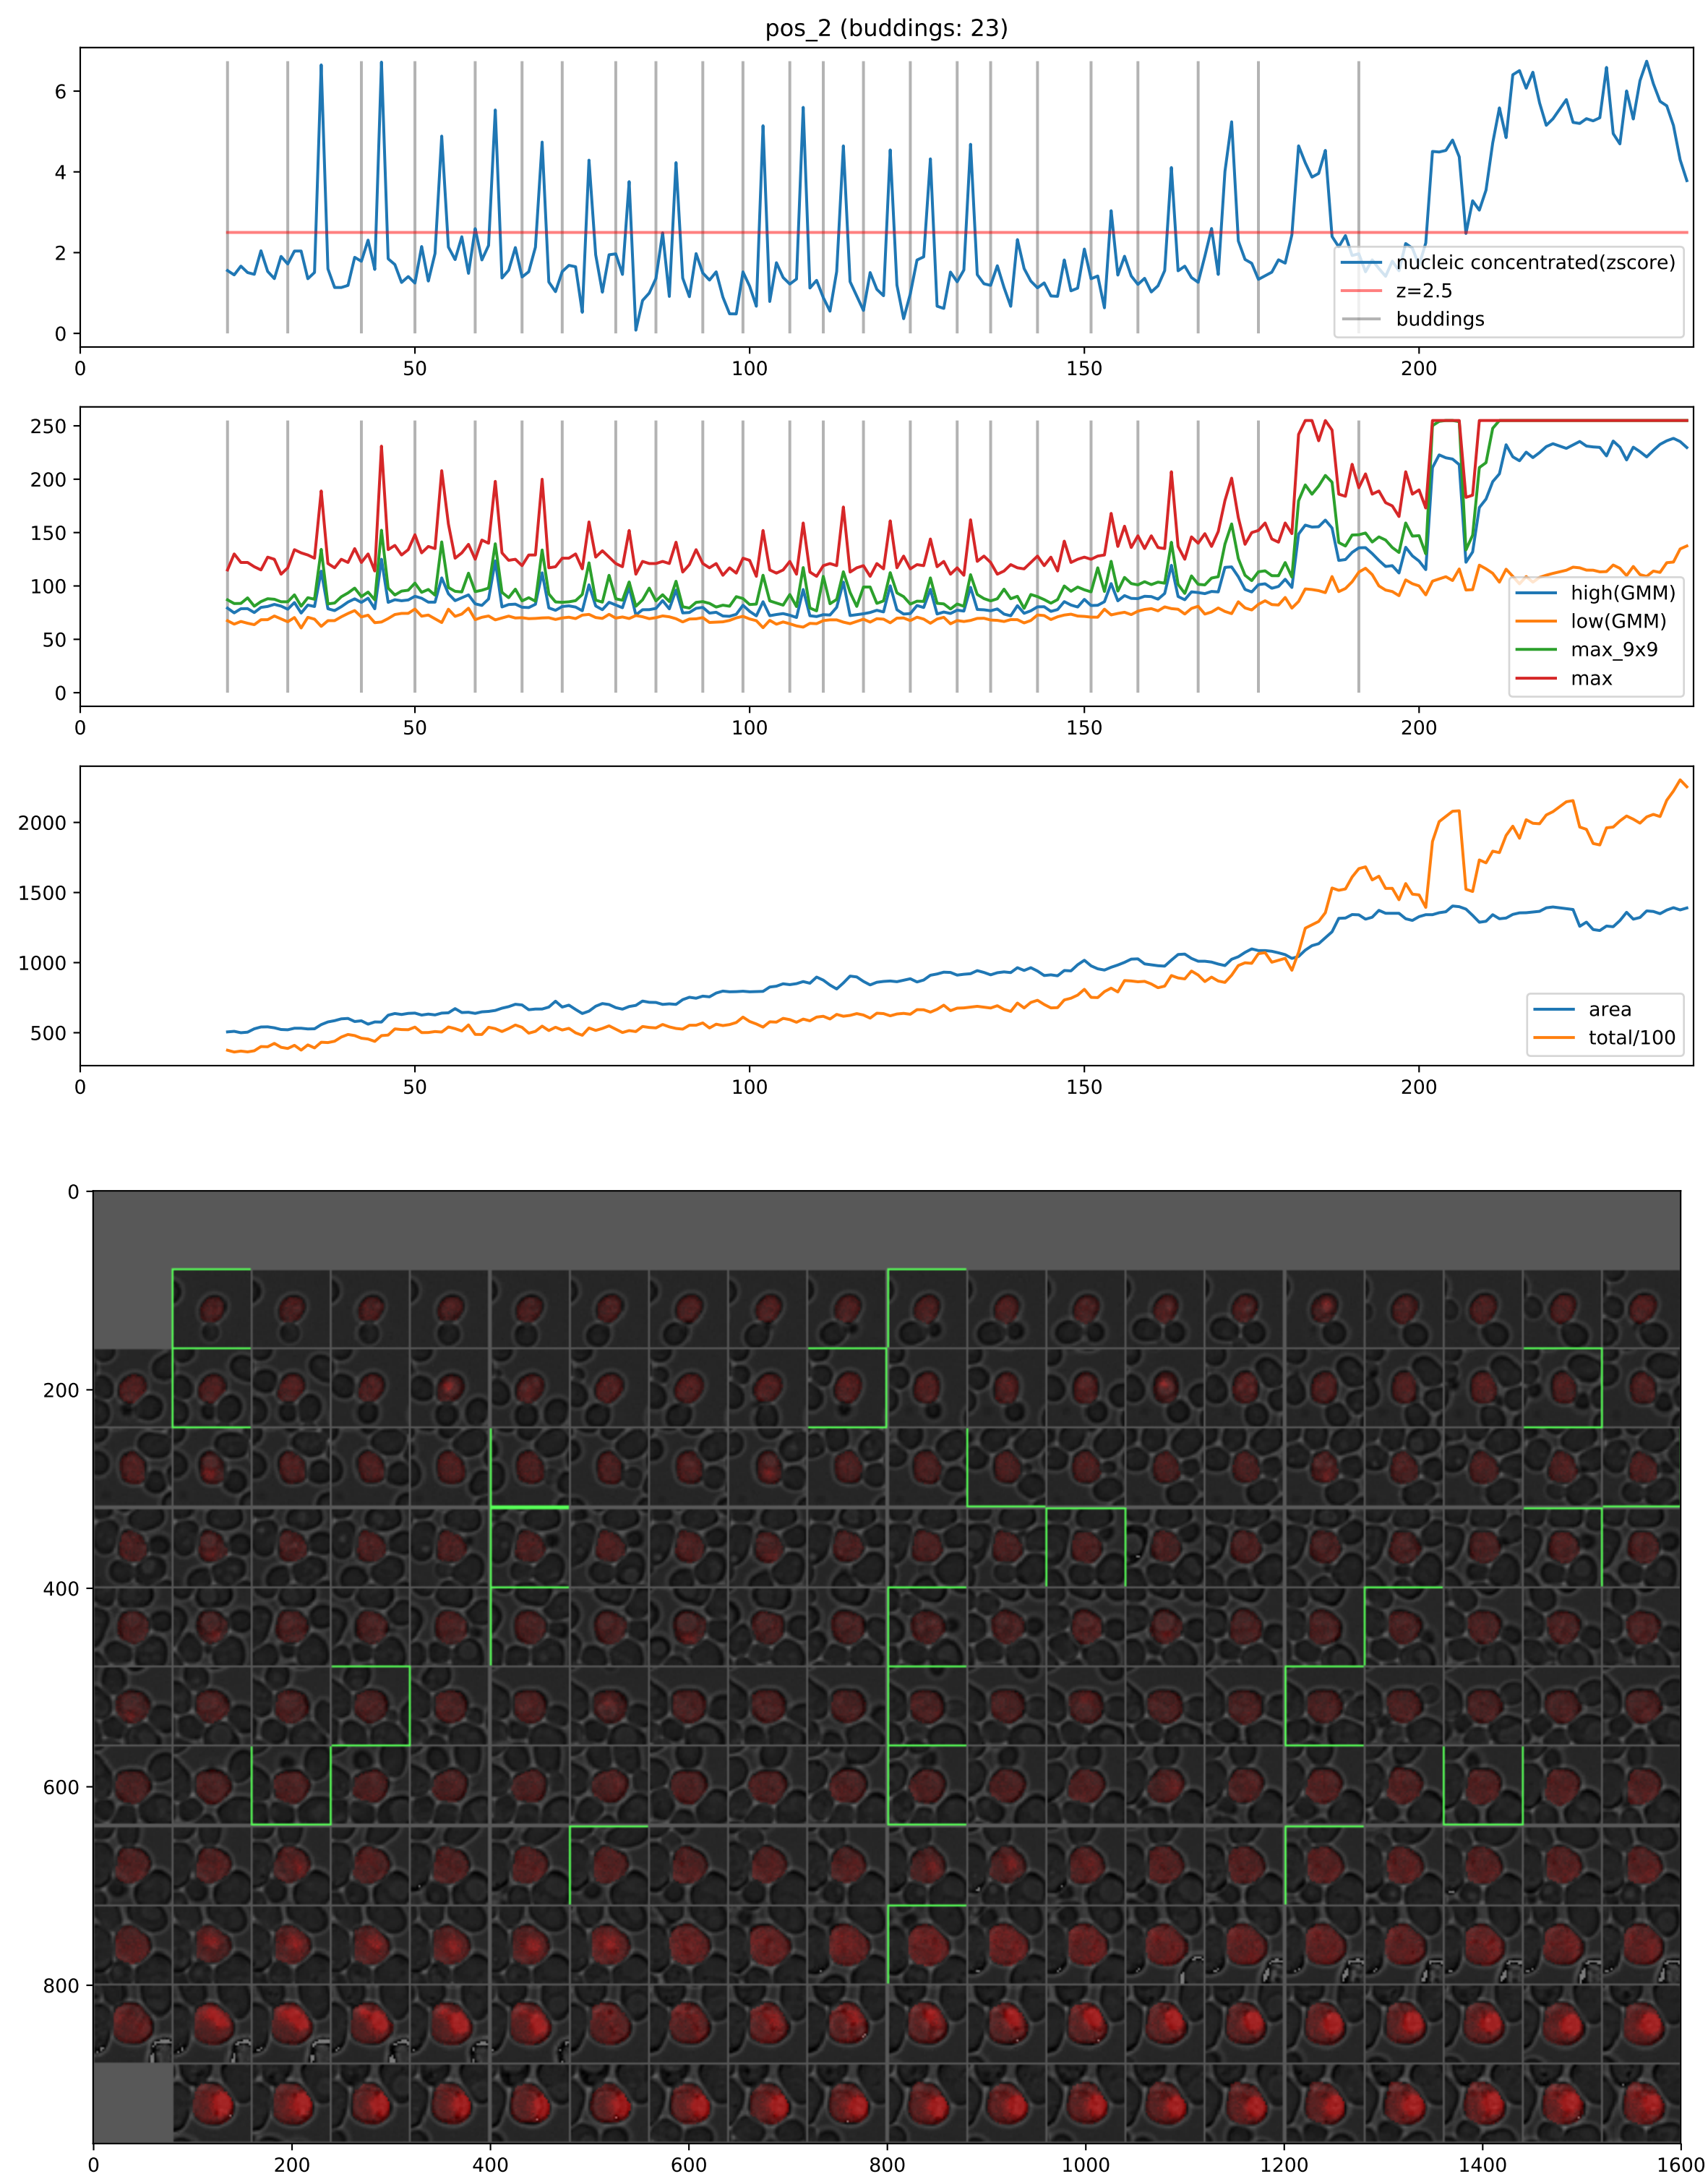 pos_2 (buddings: 23)
6
4
2
0
nucleic concentrated(zscore)
z=2.5
buddings
0 50 100 150 200
250
200
150
100
50
0
high(GMM)
low(GMM)
max_9x9
max
0 50 100 150 200
2000
1500
1000
500
area
total/100
0 50 100 150 200
0
200
400
600
800
0 200 400 600 800 1000 1200 1400 1600